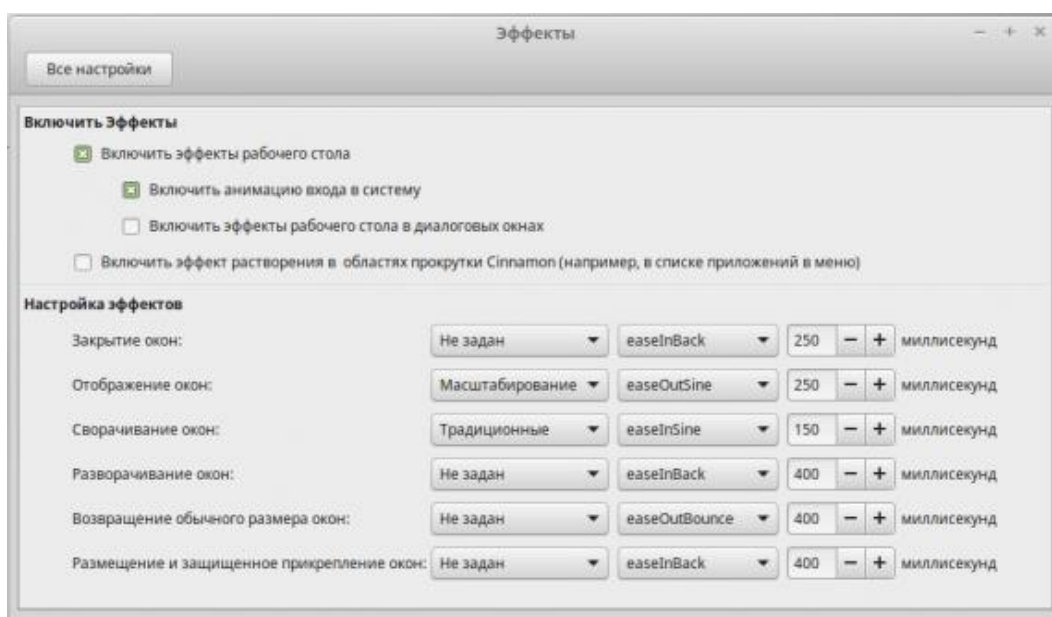 Эффекты
Все настройки
Включить Эффекты
Включить эффекты рабочего стола
Включить анимацию входа в систему
Включить эффекты рабочего стола в диалоговых окнах
Включить эффект растворения в областях прокрутки Cinnamon (например, в списке приложений в меню)
Настройка эффектов
Закрытие окон: Не задан easeInBack 250 − + миллисекунд
Отображение окон: Масштабирование easeOutSine 250 − + миллисекунд
Сворачивание окон: Традиционные easeInSine 150 − + миллисекунд
Разворачивание окон: Не задан easeInBack 400 − + миллисекунд
Возвращение обычного размера окон: Не задан easeOutBounce 400 − + миллисекунд
Размещение и защищенное прикрепление окон: Не задан easeInBack 400 − + миллисекунд